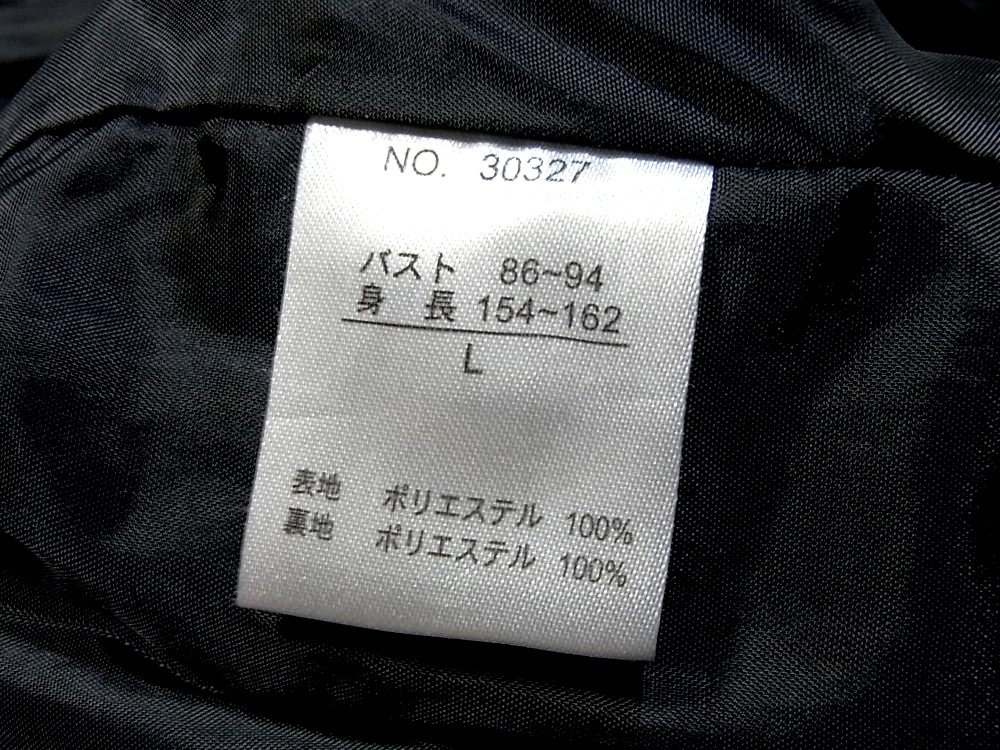 NO. 30327
バスト 86~94
身 長 154~162
L
表地 ポリエステル 100%
裏地 ポリエステル 100%